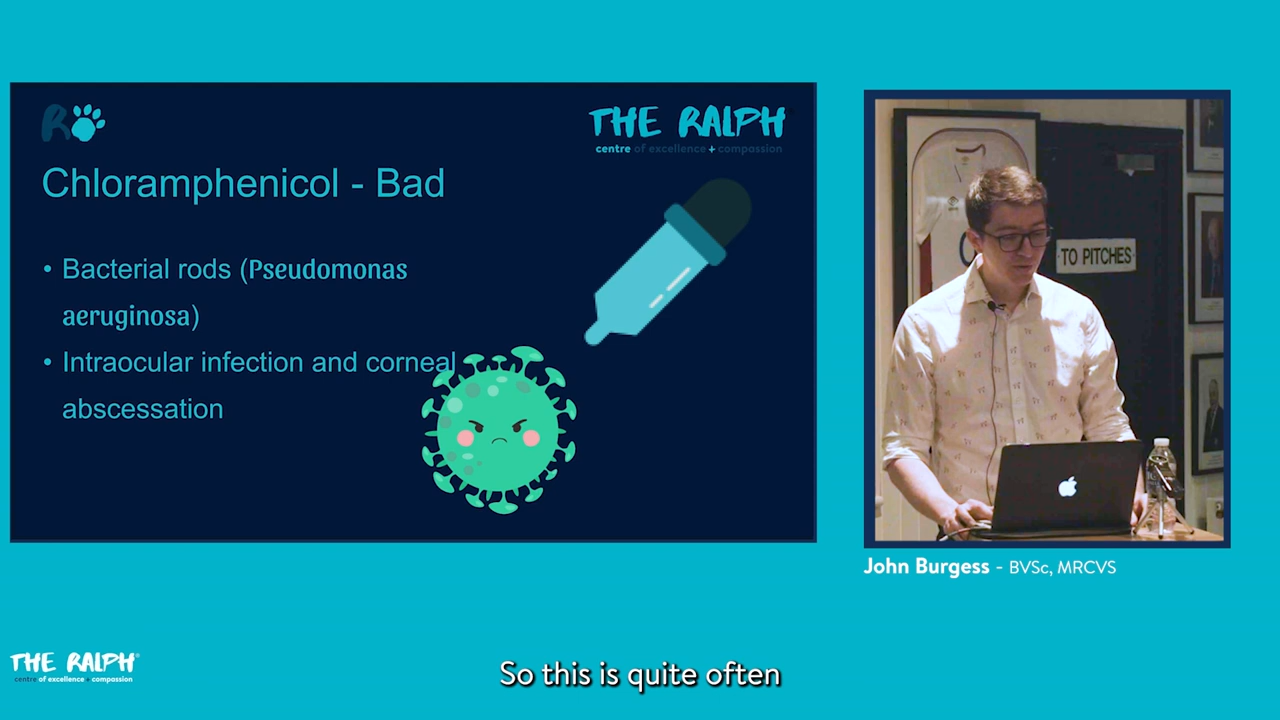 R
THE RALPH
centre of excellence + compassion
Chloramphenicol - Bad
• Bacterial rods (Pseudomonas
aeruginosa)
• Intraocular infection and corneal
abscessation
TO PITCHES
John Burgess - BVSc, MRCVS
THE RALPH®
centre of excellence + compassion
So this is quite often